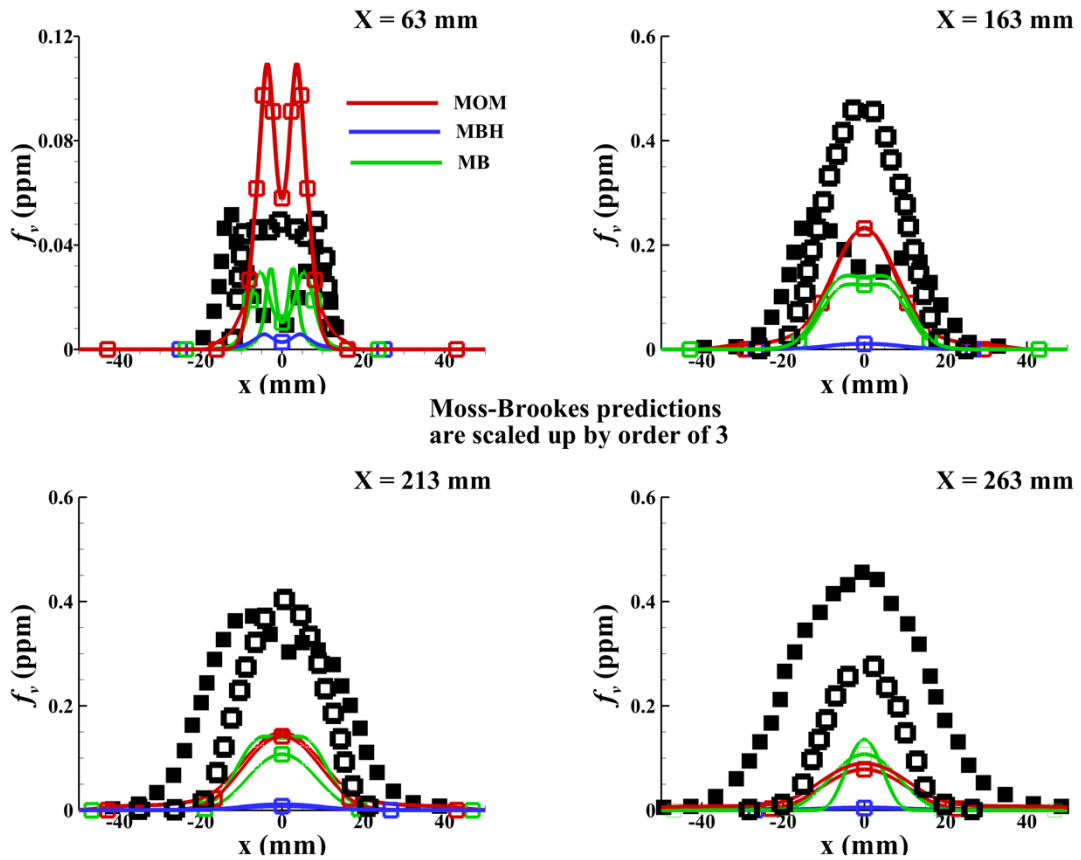 X = 63 mm
0.12
0.08
0.04
0
f_v (ppm)
MOM
MBH
MB
-40
-20
0
20
40
x (mm)
X = 163 mm
0.6
0.4
0.2
0
f_v (ppm)
-40
-20
0
20
40
x (mm)
Moss-Brookes predictions
are scaled up by order of 3
X = 213 mm
0.6
0.4
0.2
0
f_v (ppm)
-40
-20
0
20
40
x (mm)
X = 263 mm
0.6
0.4
0.2
0
f_v (ppm)
-40
-20
0
20
40
x (mm)